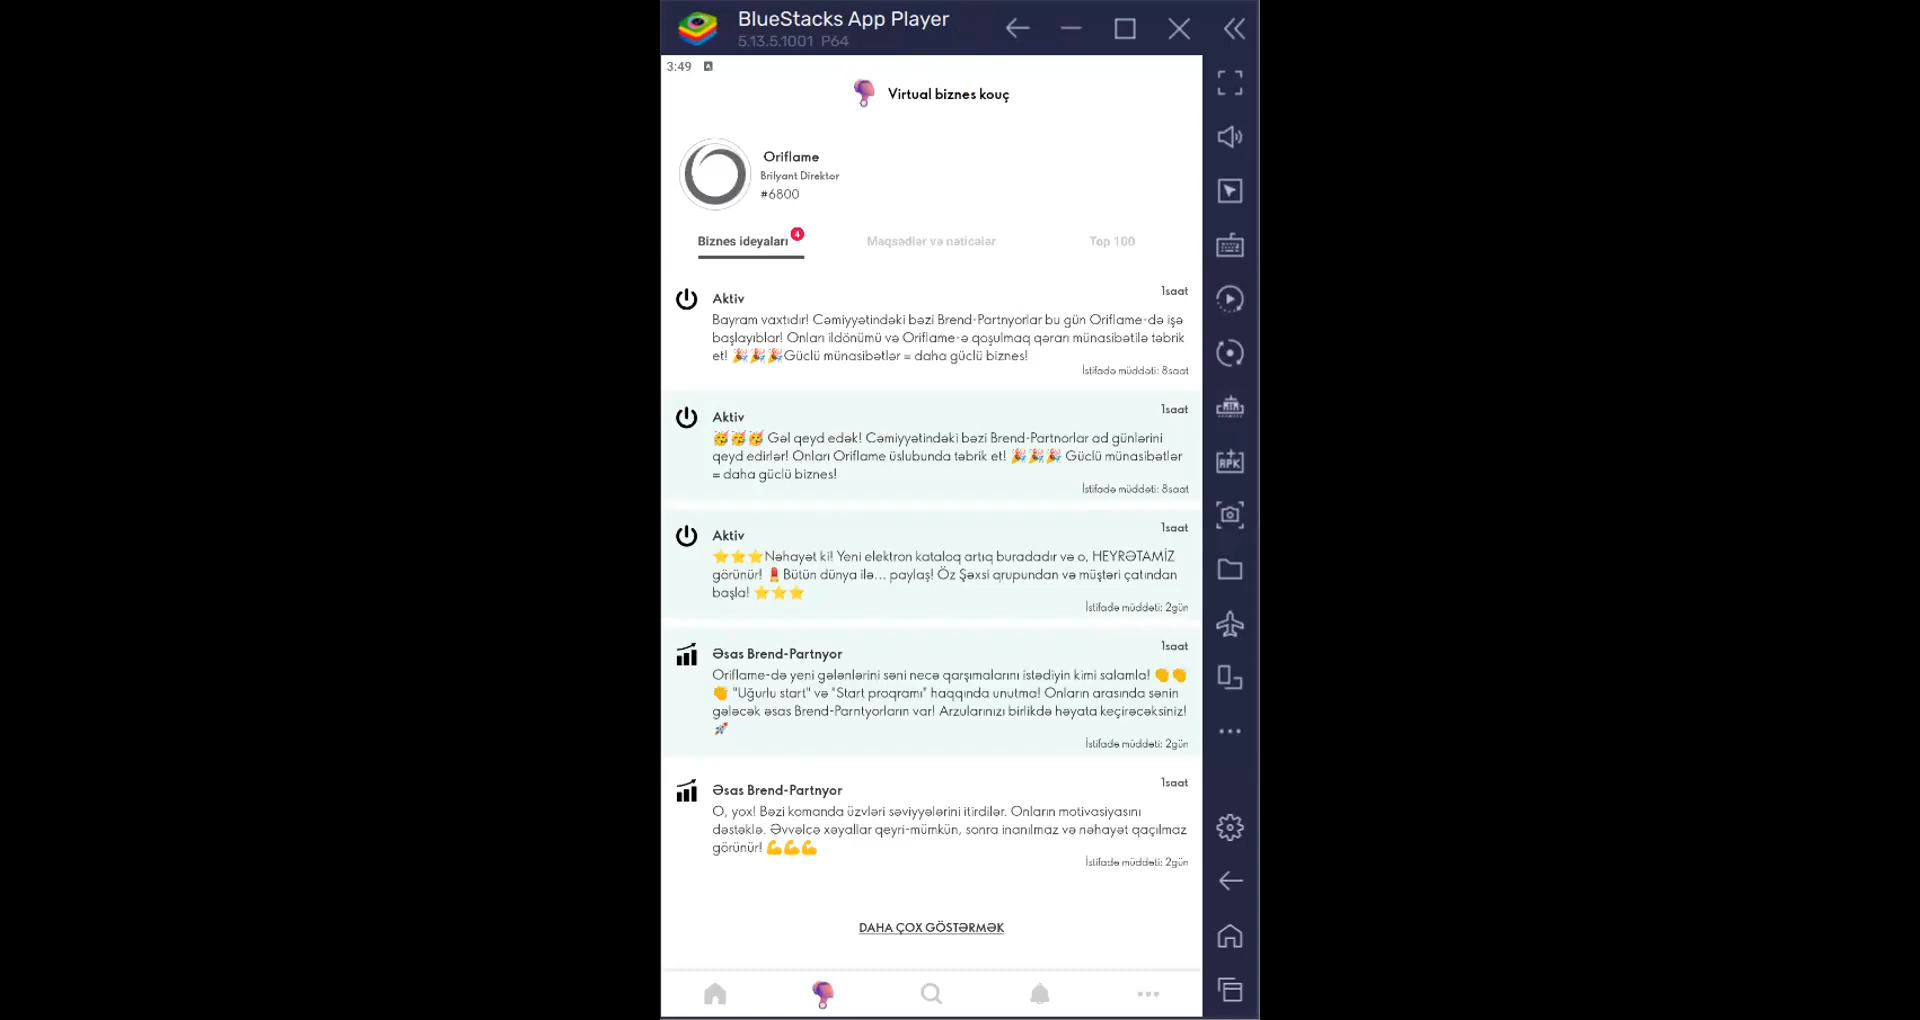 BlueStacks App Player
5.13.5.1001 P64
3:49
Virtual biznes kouç
Oriflame
Brilyant Direktor
#6800
Biznes ideyaları 4
Məqsədlər və nəticələr
Top 100
Aktiv
1saat
Bayram vaxtıdır! Cəmiyyətindəki bəzi Brend-Partnyorlar bu gün Oriflame-də işə
başlayıblar! Onları ildönümü və Oriflame-ə qoşulmaq qərarı münasibətilə təbrik
et! 🎉🎉🎉Güclü münasibətlər = daha güclü biznes!
İstifadə müddəti: 8saat
Aktiv
1saat
🥳🥳🥳 Gəl qeyd edək! Cəmiyyətindəki bəzi Brend-Partnorlar ad günlərini
qeyd edirlər! Onları Oriflame üslubunda təbrik et! 🎉🎉🎉 Güclü münasibətlər
= daha güclü biznes!
İstifadə müddəti: 8saat
Aktiv
1saat
⭐⭐⭐Nəhayət ki! Yeni elektron kataloq artıq buradadır və o, HEYRƏTAMİZ
görünür! 💄Bütün dünya ilə... paylaş! Öz Şəxsi qrupundan və müştəri çatından
başla! ⭐⭐⭐
İstifadə müddəti: 2gün
Əsas Brend-Partnyor
1saat
Oriflame-də yeni gələnlərini səni necə qarşımalarını istədiyin kimi salamla! 👏👏
👏 "Uğurlu start" və "Start proqramı" haqqında unutma! Onların arasında sənin
gələcək əsas Brend-Parntyorların var! Arzularınızı birlikdə həyata keçirəcəksiniz!
🚀
İstifadə müddəti: 2gün
Əsas Brend-Partnyor
1saat
O, yox! Bəzi komanda üzvləri səviyyələrini itirdilər. Onların motivasiyasını
dəstəklə. Əvvəlcə xəyallar qeyri-mümkün, sonra inanılmaz və nəhayət qaçılmaz
görünür! 💪💪💪
İstifadə müddəti: 2gün
DAHA ÇOX GÖSTƏRMƏK
APK